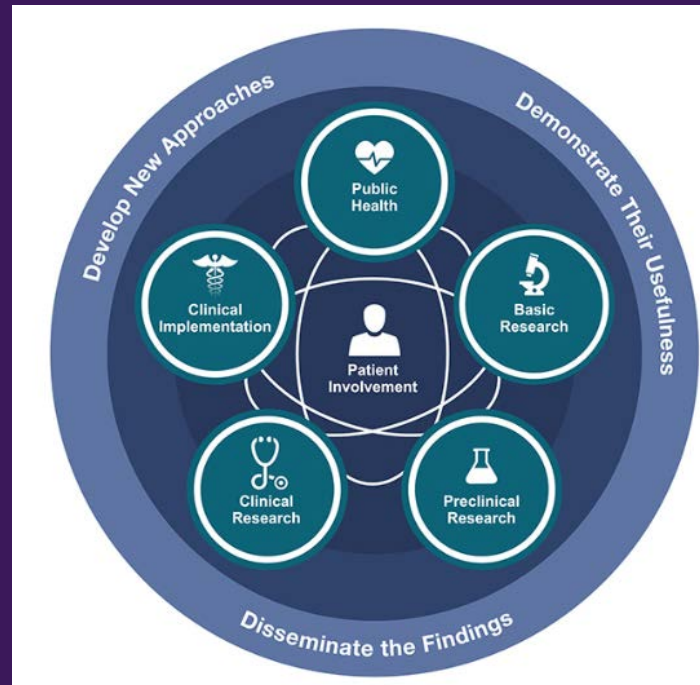 Develop New Approaches
Demonstrate Their Usefulness
Public
Health
Clinical
Implementation
Basic
Research
Patient
Involvement
Clinical
Research
Preclinical
Research
Disseminate the Findings